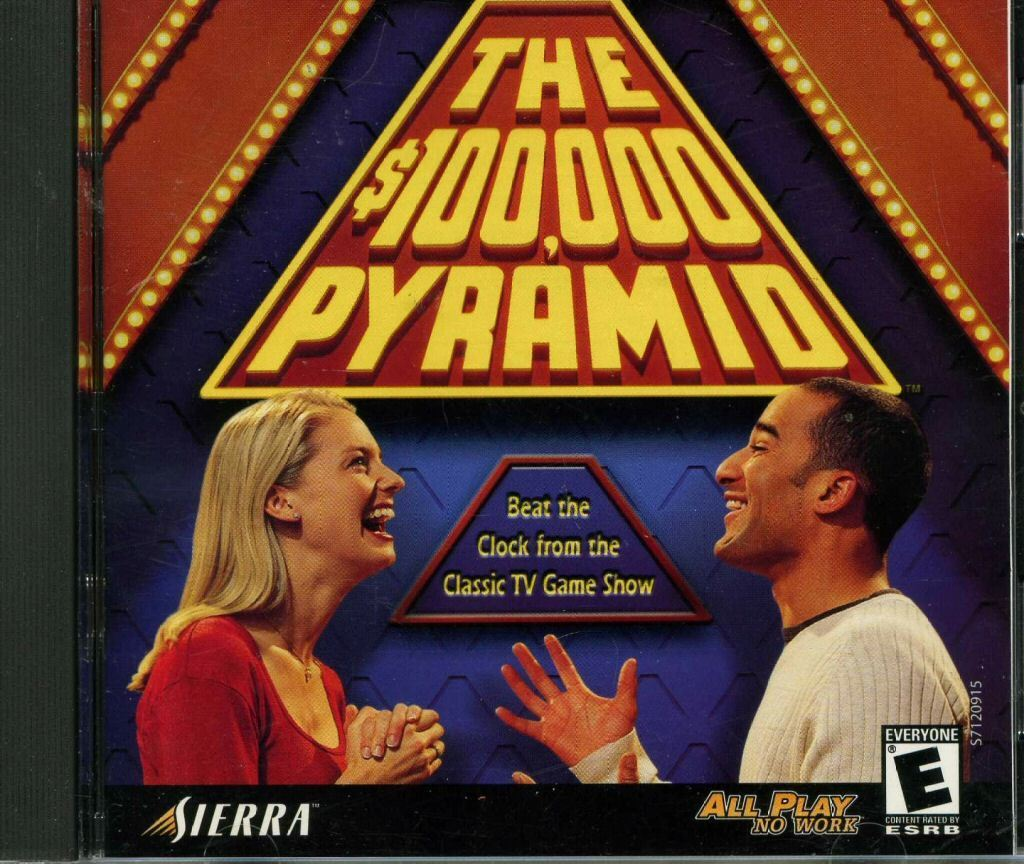 THE
$100,000
PYRAMID
TM
Beat the
Clock from the
Classic TV Game Show
S7120915
EVERYONE
E
®
CONTENT RATED BY
ESRB
SIERRA™
ALL PLAY
NO WORK